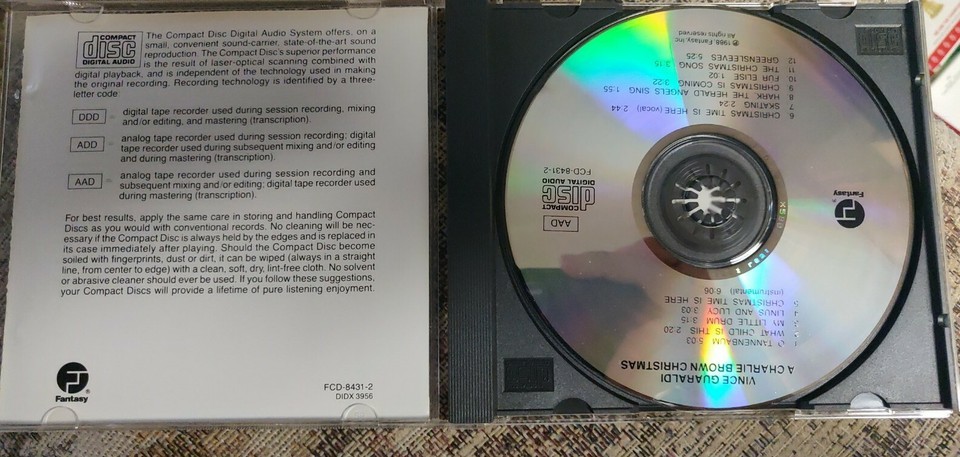 COMPACT
disc
DIGITAL AUDIO
The Compact Disc Digital Audio System offers, on a
small, convenient sound-carrier, state-of-the-art sound
reproduction. The Compact Disc's superior performance
is the result of laser-optical scanning combined with
digital playback, and is independent of the technology used in making
the original recording. Recording technology is identified by a three-
letter code:
DDD = digital tape recorder used during session recording, mixing
and/or editing, and mastering (transcription).
ADD = analog tape recorder used during session recording; digital
tape recorder used during subsequent mixing and/or editing
and during mastering (transcription).
AAD = analog tape recorder used during session recording and
subsequent mixing and/or editing; digital tape recorder used
during mastering (transcription).
For best results, apply the same care in storing and handling Compact
Discs as you would with conventional records. No cleaning will be nec-
essary if the Compact Disc is always held by the edges and is replaced in
its case immediately after playing. Should the Compact Disc become
soiled with fingerprints, dust or dirt, it can be wiped (always in a straight
line, from center to edge) with a clean, soft, dry, lint-free cloth. No solvent
or abrasive cleaner should ever be used. If you follow these suggestions,
your Compact Discs will provide a lifetime of pure listening enjoyment.
Fantasy
®
FCD-8431-2
DIDX 3956
VINCE GUARALDI
A CHARLIE BROWN CHRISTMAS
1 O TANNENBAUM 5:03
2 WHAT CHILD IS THIS 2:20
3 MY LITTLE DRUM 3:15
4 LINUS AND LUCY 3:03
5 CHRISTMAS TIME IS HERE
(instrumental) 6:06
Fantasy
AAD
COMPACT
disc
DIGITAL AUDIO
FCD-8431-2
6 CHRISTMAS TIME IS HERE (vocal) 2:44
7 SKATING 2:24
8 HARK, THE HERALD ANGELS SING 1:55
9 CHRISTMAS IS COMING 3:22
10 FUR ELISE 1:02
11 THE CHRISTMAS SONG 3:15
12 GREENSLEEVES 5:25
℗ 1988, Fantasy, Inc.
All rights reserved.